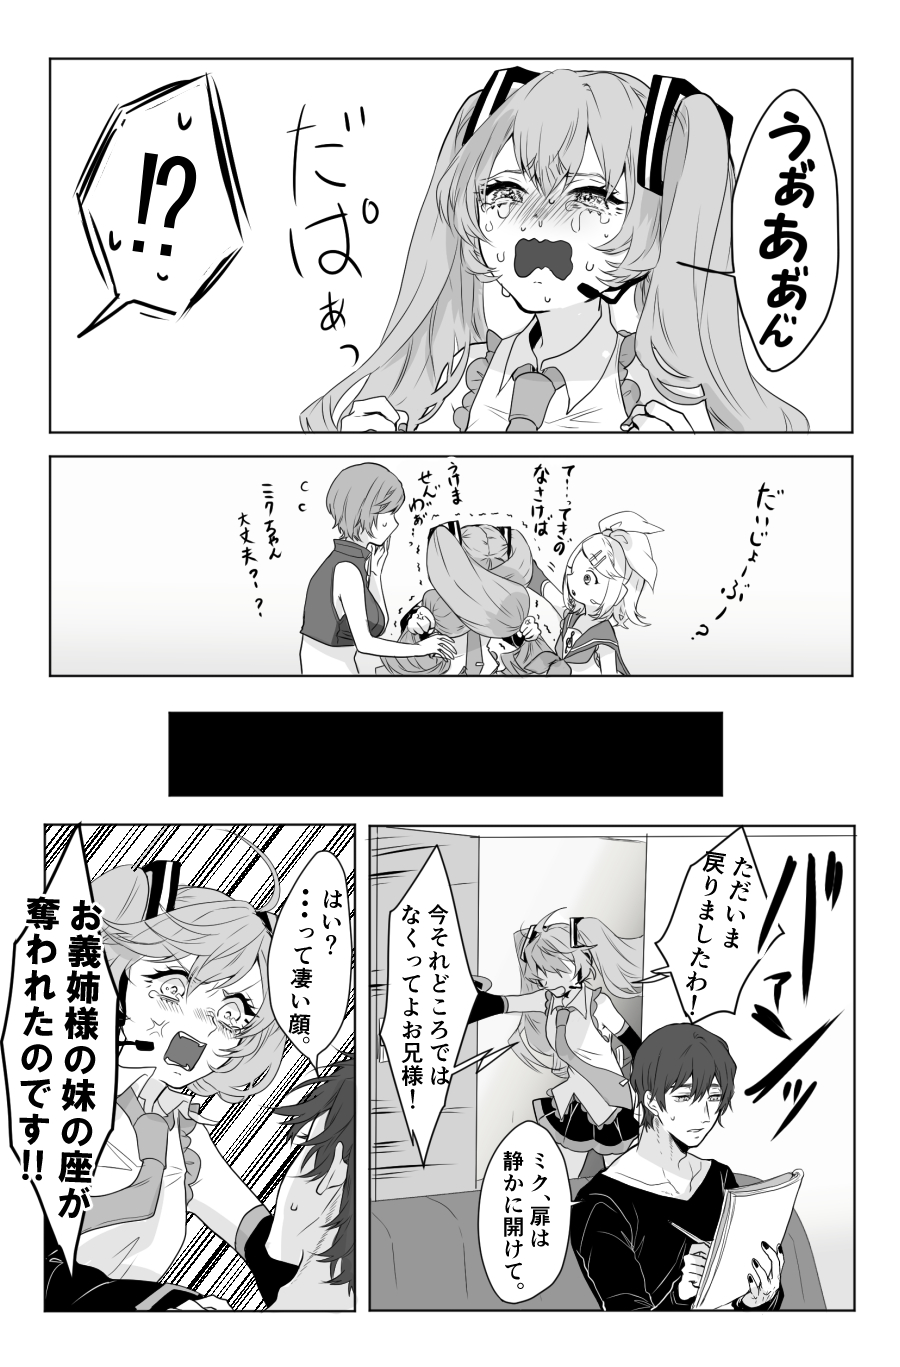 うあ゛あ゛ん
だぱぁっ
!?
だいじょーぶー?
て…ってきの
なさけば
うけま
せんわぉ…
ミクちゃん
大丈夫?…?
バァンッ
ただいま
戻りましたわ!
今それどころでは
なくってよお兄様!
ミク、扉は
静かに開けて。
はい?
…って凄い顔。
お義姉様の妹の座が
奪われたのです!!